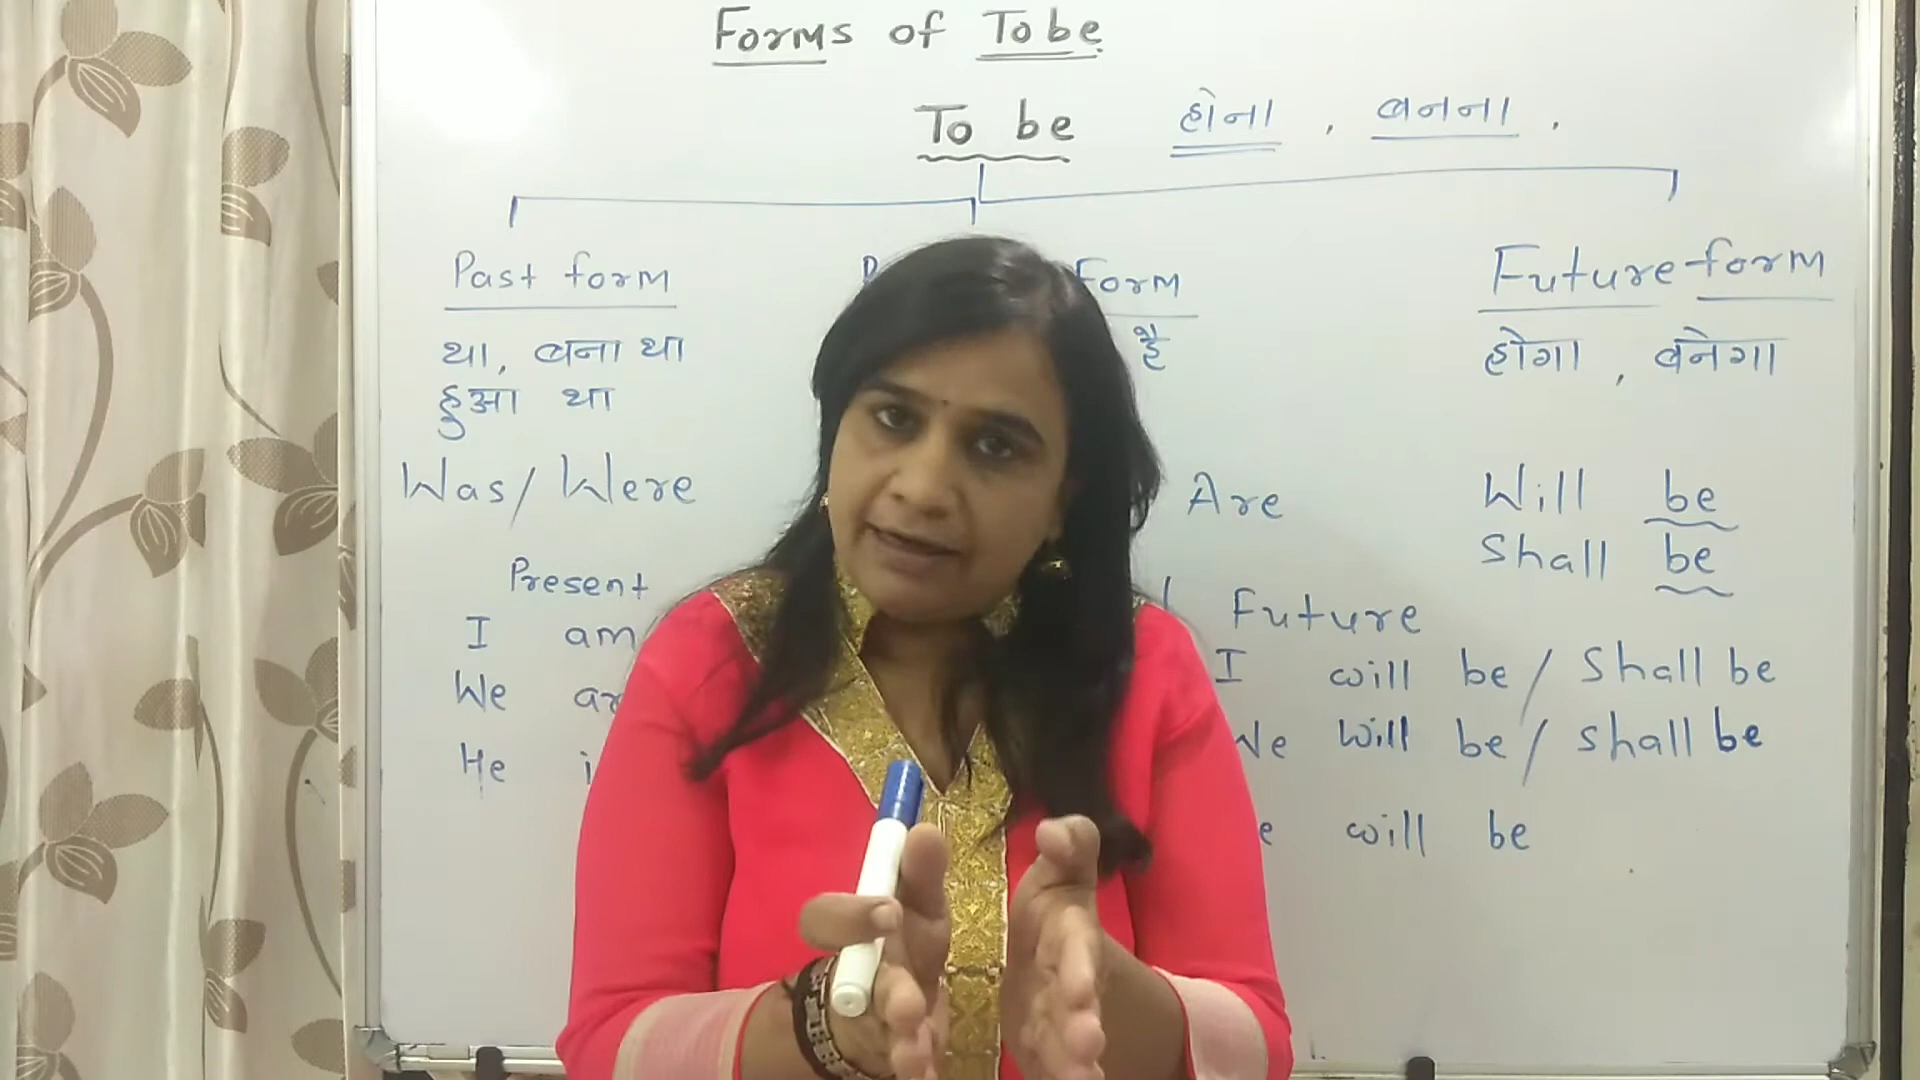 Forms of To be
To be होना , बनना .
Past form
Form
Future form
था, बना था
है
होगा , बनेगा
हुआ था
Was/ Were
Are
Will be
Shall be
Present
Future
I am
I will be / Shall be
We
We will be / shall be
He
will be